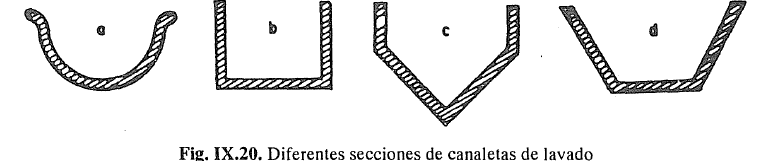 a b c d
Fig. IX.20. Diferentes secciones de canaletas de lavado